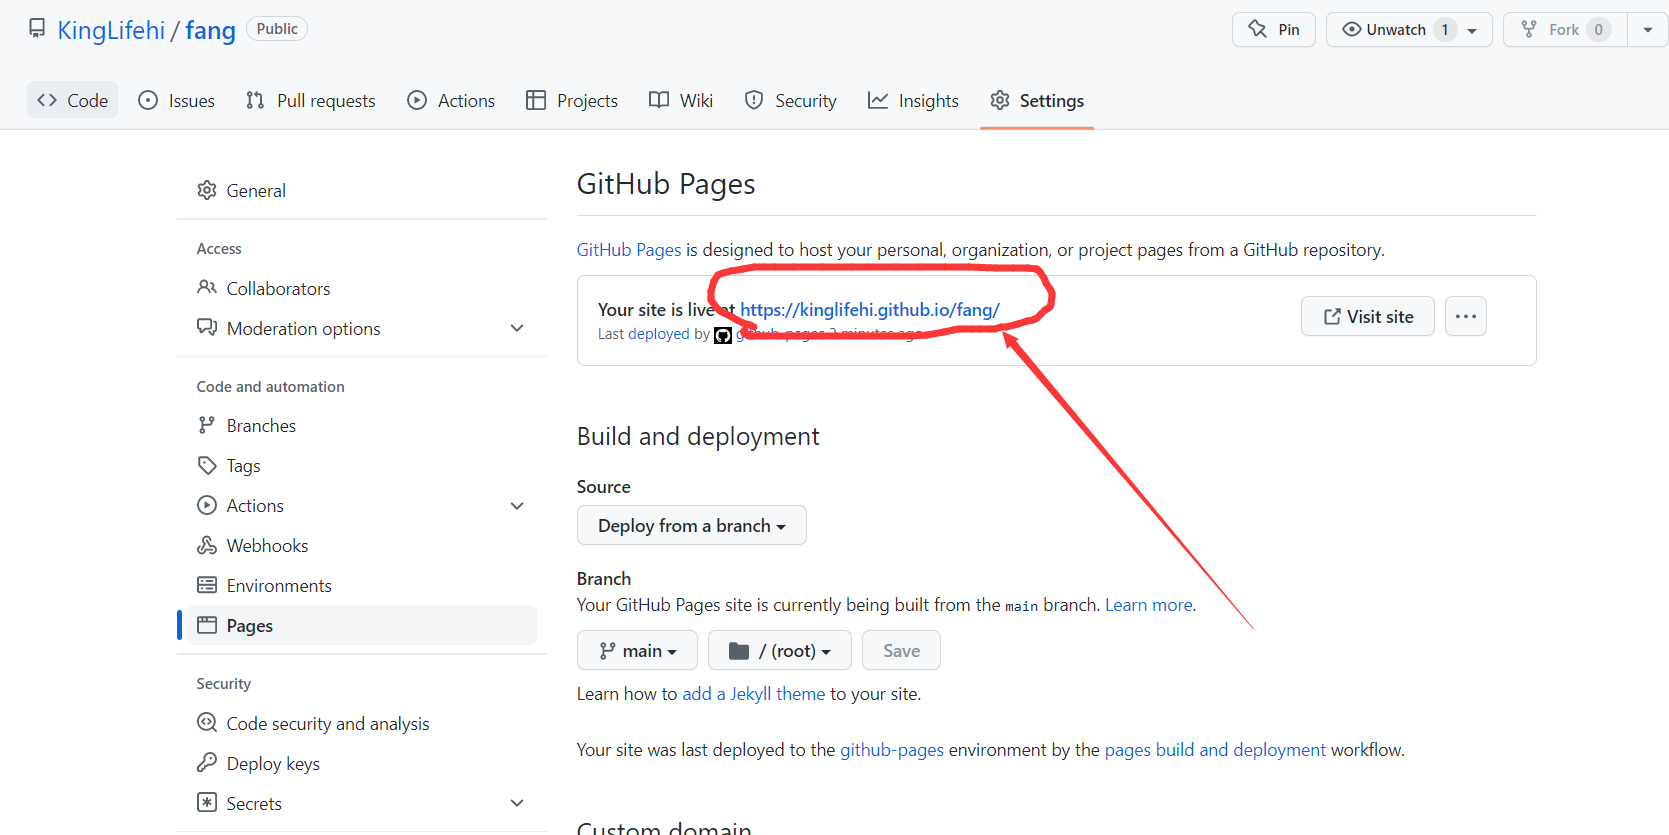 KingLifehi / fang Public
Pin
Unwatch 1
Fork 0
Code
Issues
Pull requests
Actions
Projects
Wiki
Security
Insights
Settings
General
Access
Collaborators
Moderation options
Code and automation
Branches
Tags
Actions
Webhooks
Environments
Pages
Security
Code security and analysis
Deploy keys
Secrets
GitHub Pages
GitHub Pages is designed to host your personal, organization, or project pages from a GitHub repository.
Your site is live at https://kinglifehi.github.io/fang/
Last deployed by github-pages 2 minutes ago
Visit site
Build and deployment
Source
Deploy from a branch
Branch
Your GitHub Pages site is currently being built from the main branch. Learn more.
main
/ (root)
Save
Learn how to add a Jekyll theme to your site.
Your site was last deployed to the github-pages environment by the pages build and deployment workflow.
Custom domain